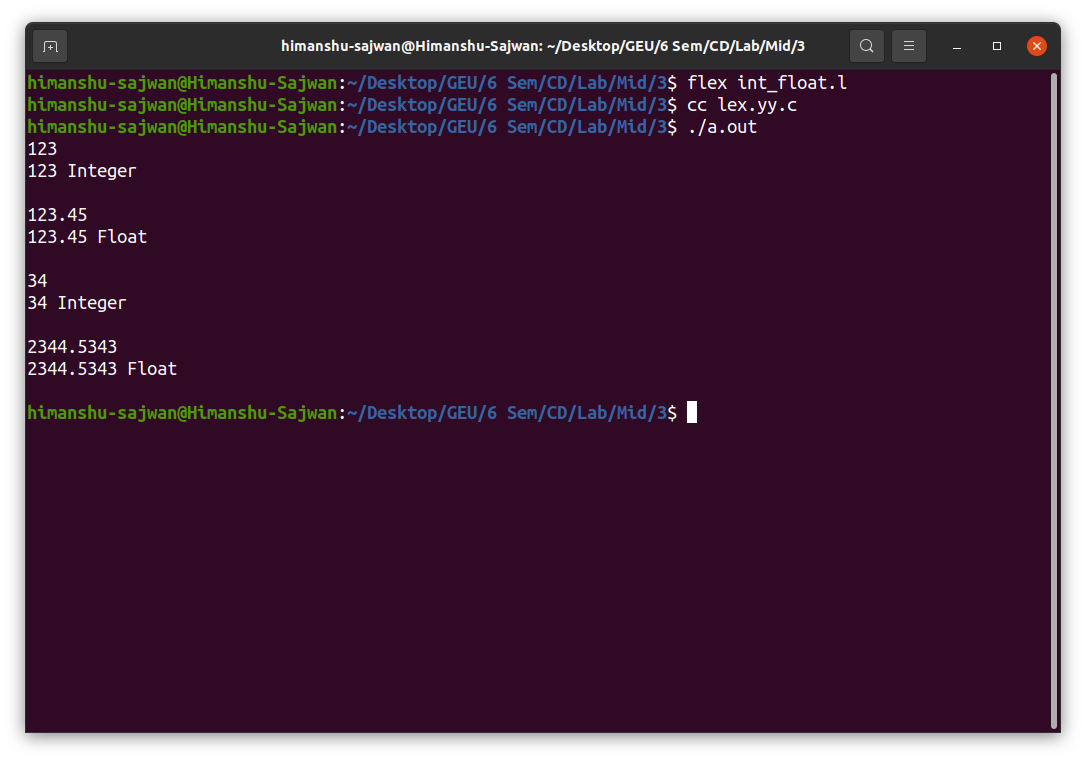 himanshu-sajwan@Himanshu-Sajwan: ~/Desktop/GEU/6 Sem/CD/Lab/Mid/3
himanshu-sajwan@Himanshu-Sajwan:~/Desktop/GEU/6 Sem/CD/Lab/Mid/3$ flex int_float.l
himanshu-sajwan@Himanshu-Sajwan:~/Desktop/GEU/6 Sem/CD/Lab/Mid/3$ cc lex.yy.c
himanshu-sajwan@Himanshu-Sajwan:~/Desktop/GEU/6 Sem/CD/Lab/Mid/3$ ./a.out
123
123 Integer
123.45
123.45 Float
34
34 Integer
2344.5343
2344.5343 Float
himanshu-sajwan@Himanshu-Sajwan:~/Desktop/GEU/6 Sem/CD/Lab/Mid/3$